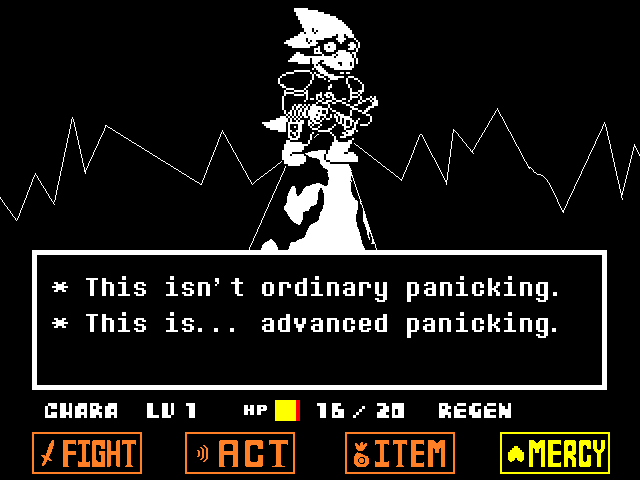 * This isn't ordinary panicking.
* This is... advanced panicking.
CHARA LV 1 HP 16 / 20 REGEN
FIGHT ACT ITEM MERCY